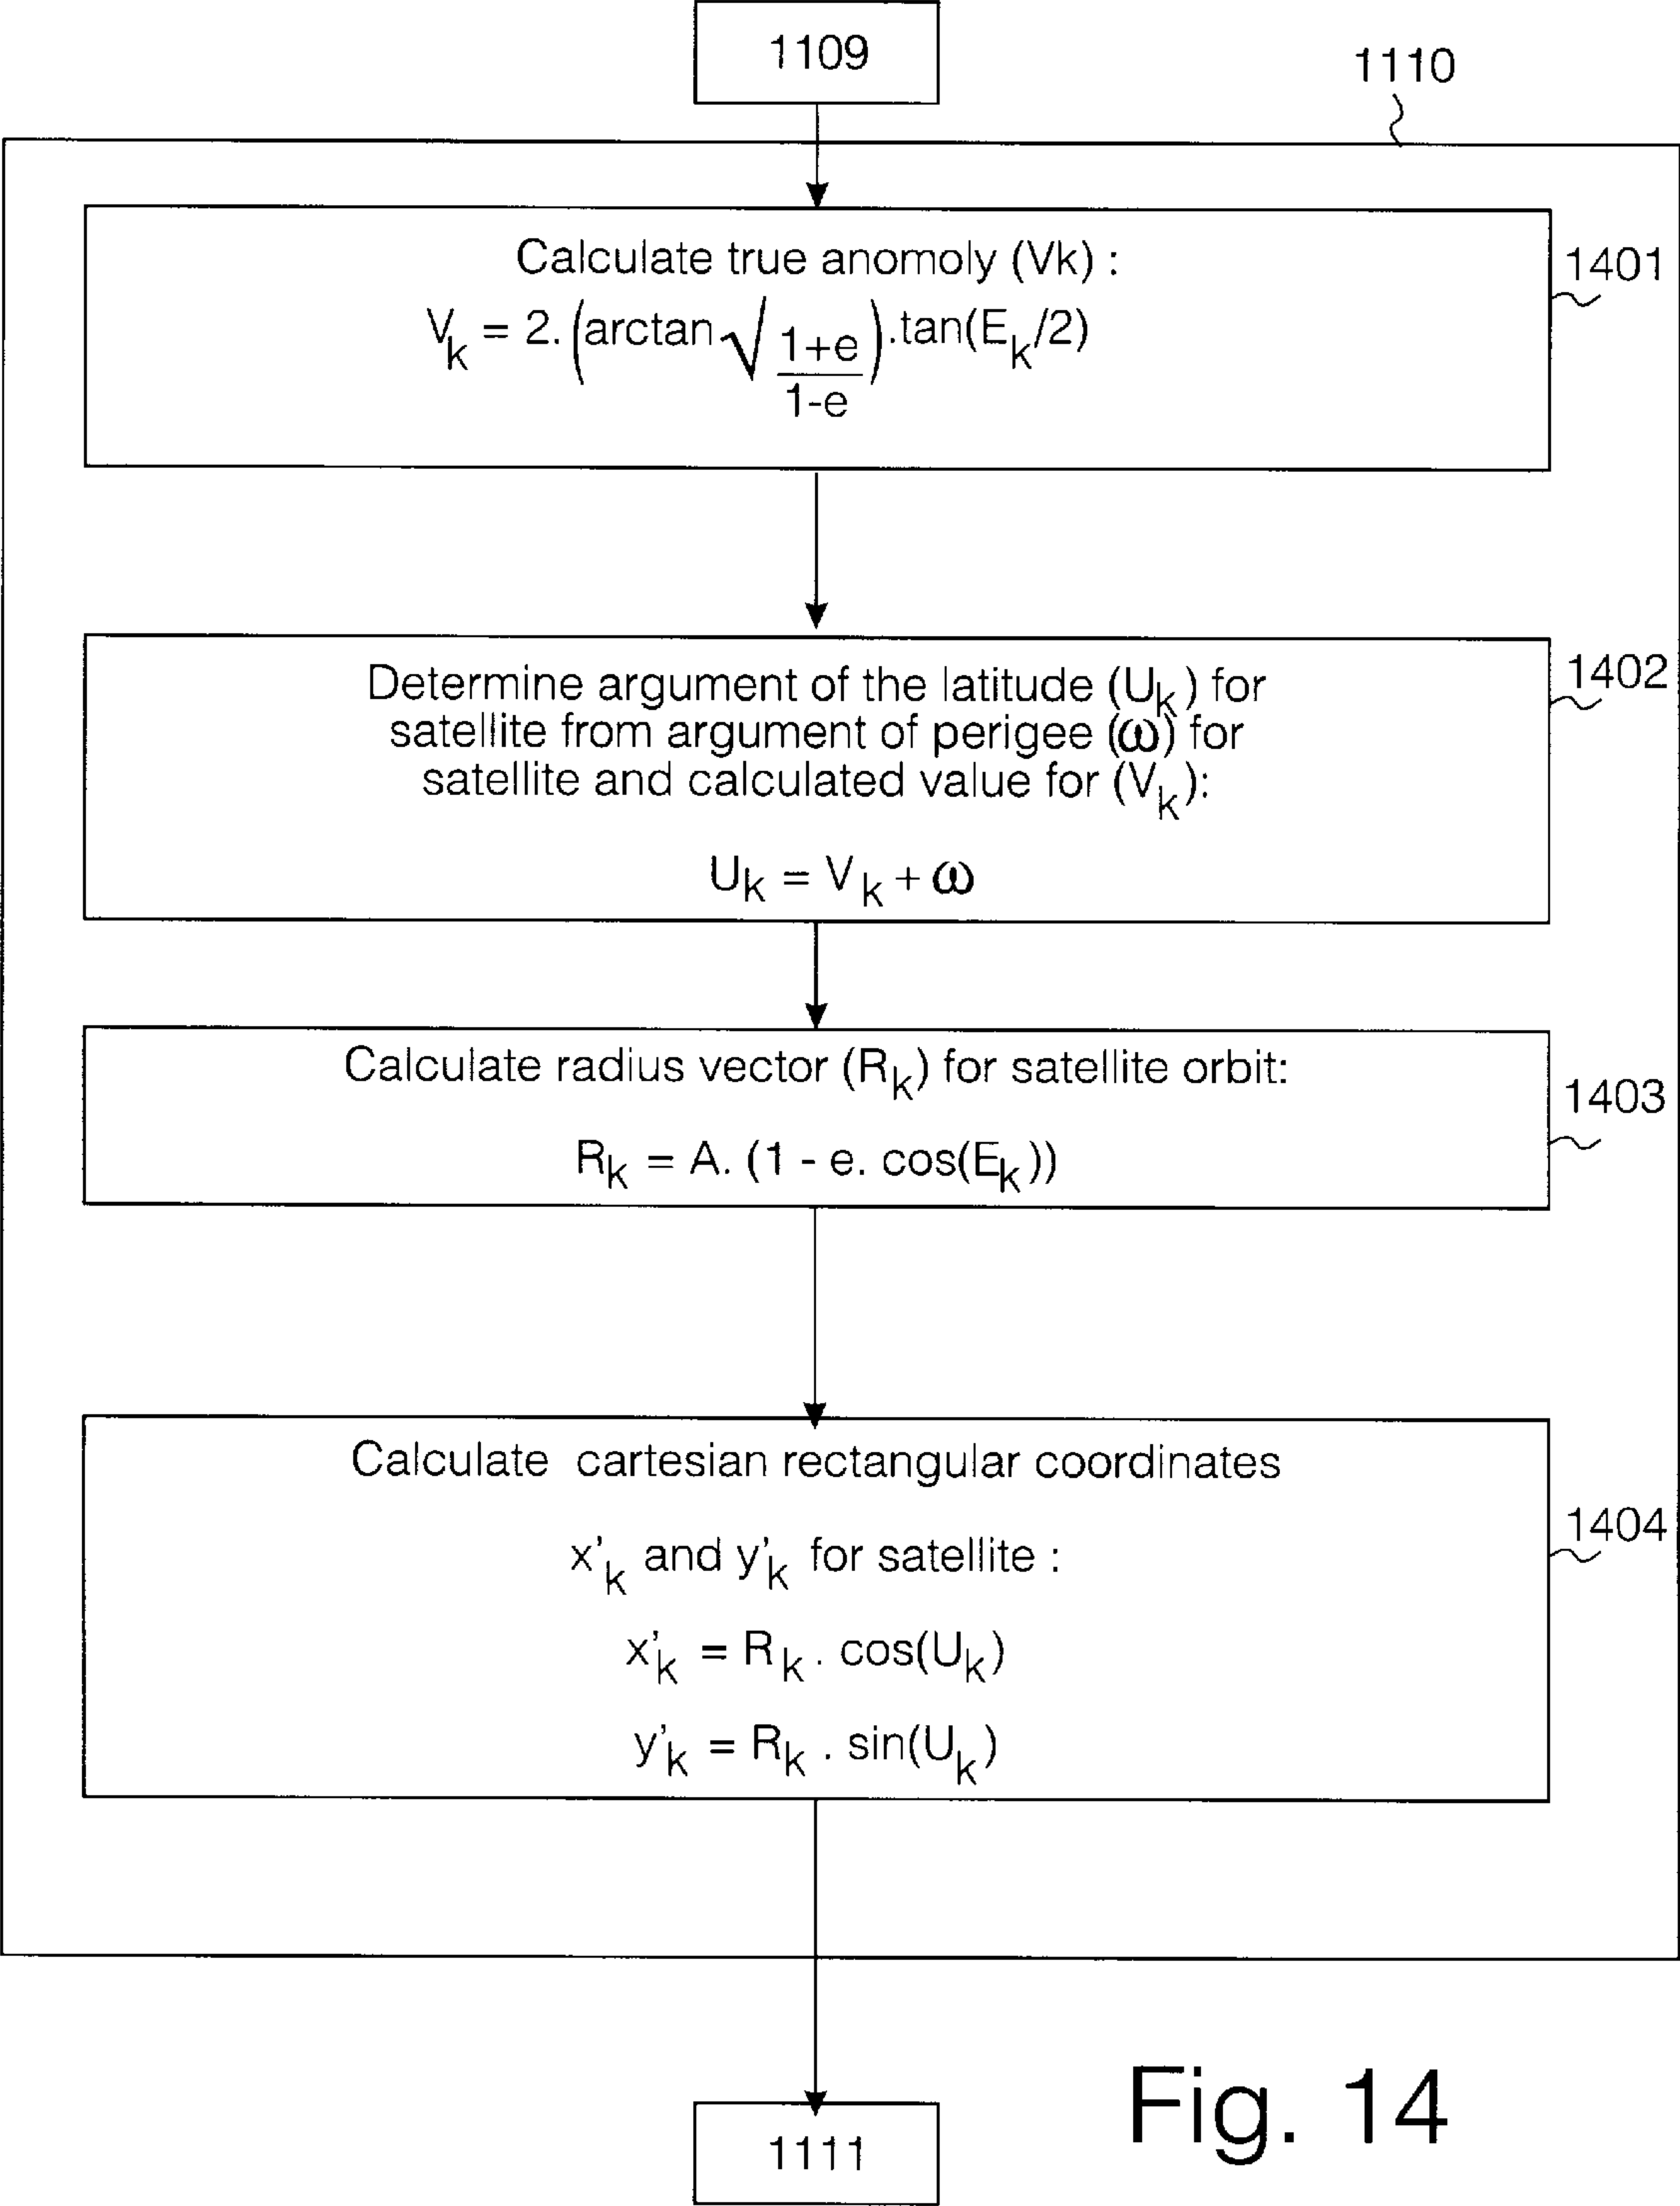 1109
1110
Calculate true anomoly (Vk) :
V_k = 2. (arctan √ 1+e / 1-e ) .tan(E_k/2)
1401
Determine argument of the latitude (U_k) for
satellite from argument of perigee (ω) for
satellite and calculated value for (V_k):
U_k = V_k + ω
1402
Calculate radius vector (R_k) for satellite orbit:
R_k = A. (1 - e. cos(E_k))
1403
Calculate cartesian rectangular coordinates
x'_k and y'_k for satellite :
x'_k = R_k . cos(U_k)
y'_k = R_k . sin(U_k)
1404
1111
Fig. 14